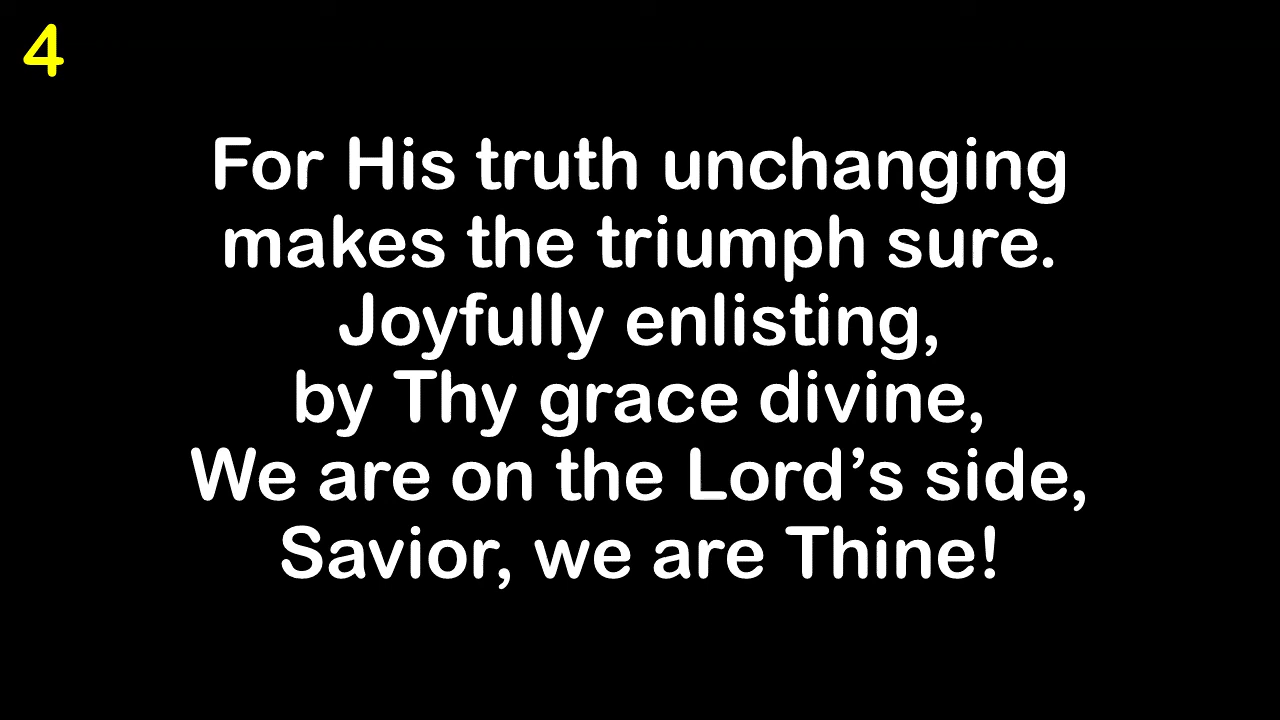 4
For His truth unchanging
makes the triumph sure.
Joyfully enlisting,
by Thy grace divine,
We are on the Lord’s side,
Savior, we are Thine!